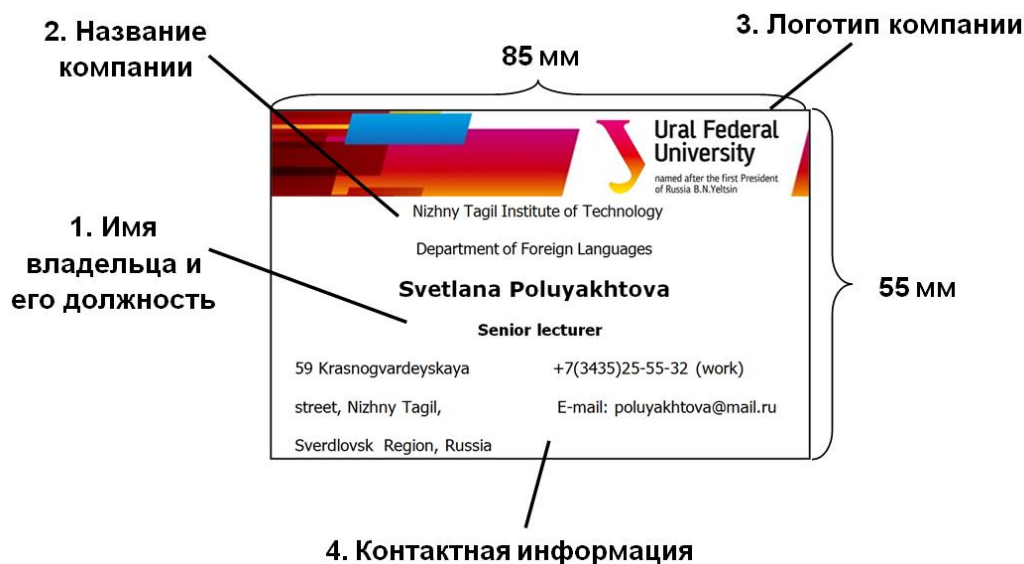 2. Название
компании
3. Логотип компании
85 мм
Ural Federal
University
named after the first President
of Russia B.N.Yeltsin
Nizhny Tagil Institute of Technology
Department of Foreign Languages
1. Имя
владельца и
его должность
Svetlana Poluyakhtova
55 мм
Senior lecturer
59 Krasnogvardeyskaya
+7(3435)25-55-32 (work)
street, Nizhny Tagil,
E-mail: poluyakhtova@mail.ru
Sverdlovsk Region, Russia
4. Контактная информация